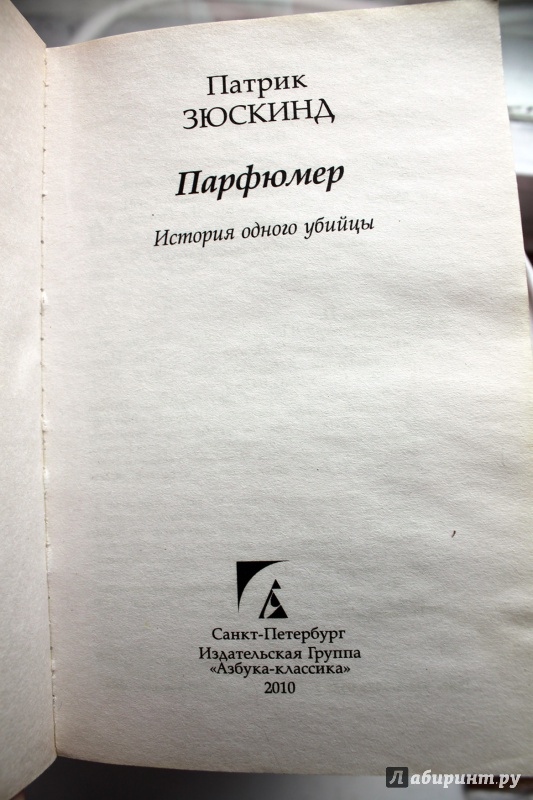 Патрик
ЗЮСКИНД
Парфюмер
История одного убийцы
Санкт-Петербург
Издательская Группа
«Азбука-классика»
2010
Лабиринт.ру